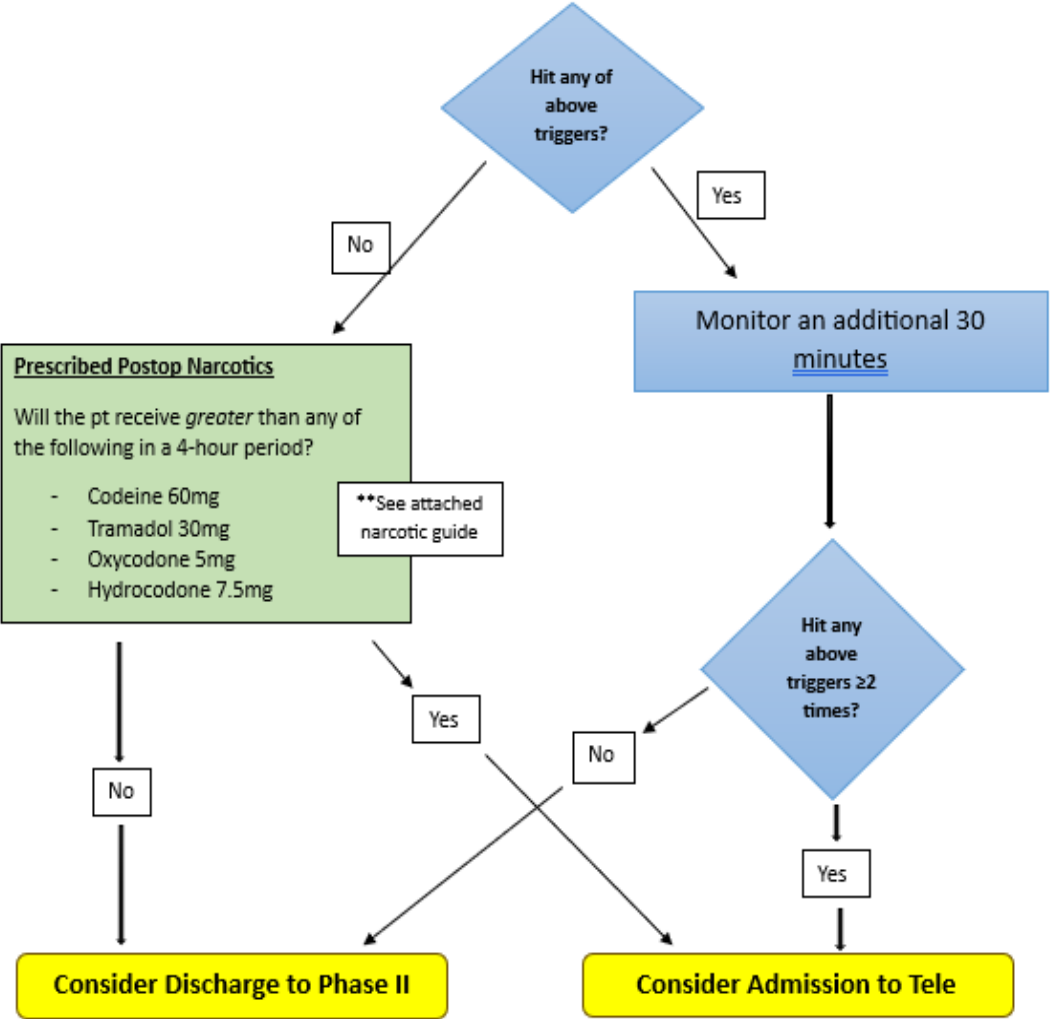 Hit any of
above
triggers?
Yes
No
Monitor an additional 30
minutes
Prescribed Postop Narcotics
Will the pt receive greater than any of
the following in a 4-hour period?
- Codeine 60mg
- Tramadol 30mg
- Oxycodone 5mg
- Hydrocodone 7.5mg
**See attached
narcotic guide
Hit any
above
triggers ≥2
times?
Yes
No
No
Yes
Consider Discharge to Phase II
Consider Admission to Tele